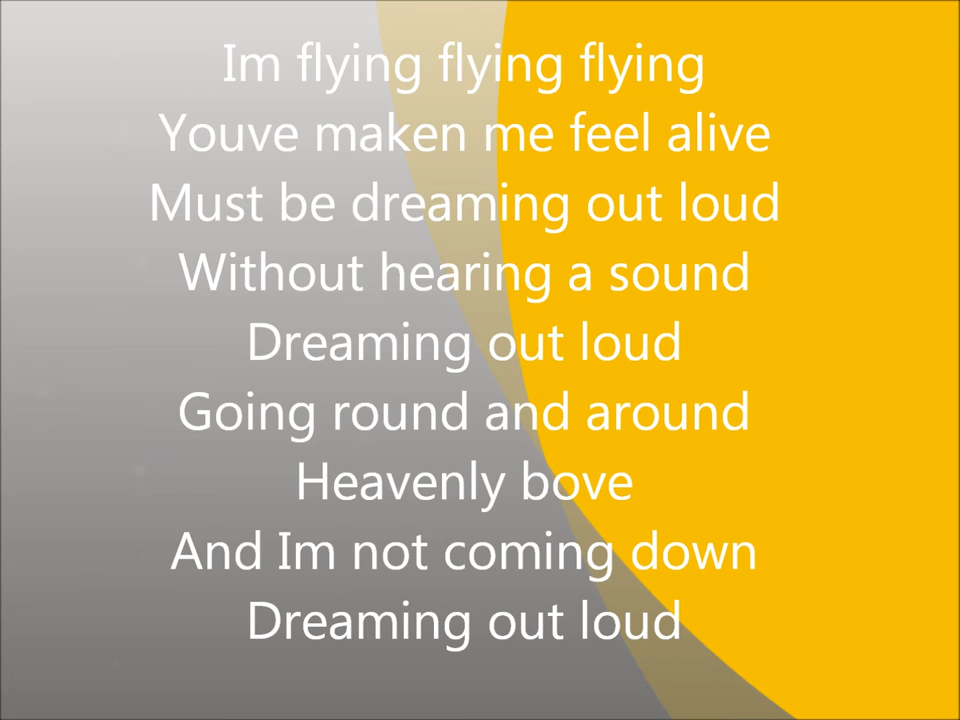 Im flying flying flying
Youve maken me feel alive
Must be dreaming out loud
Without hearing a sound
Dreaming out loud
Going round and around
Heavenly bove
And Im not coming down
Dreaming out loud